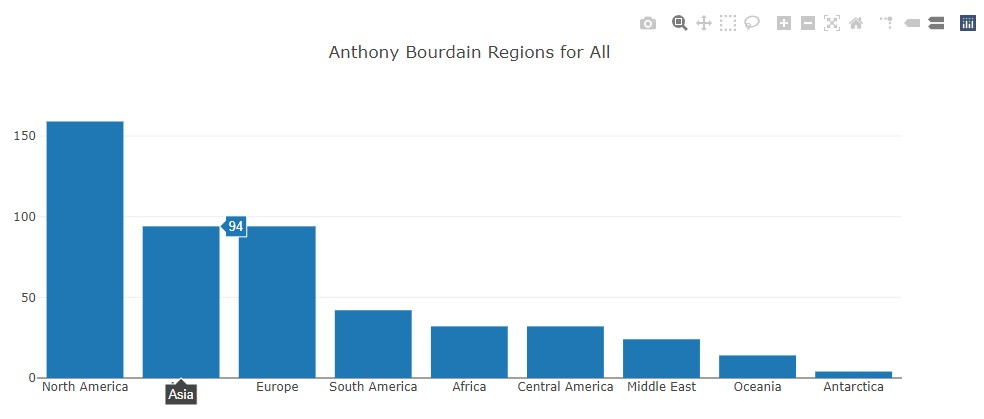 Anthony Bourdain Regions for All
150
100
94
50
0
North America
Asia
Europe
South America
Africa
Central America
Middle East
Oceania
Antarctica